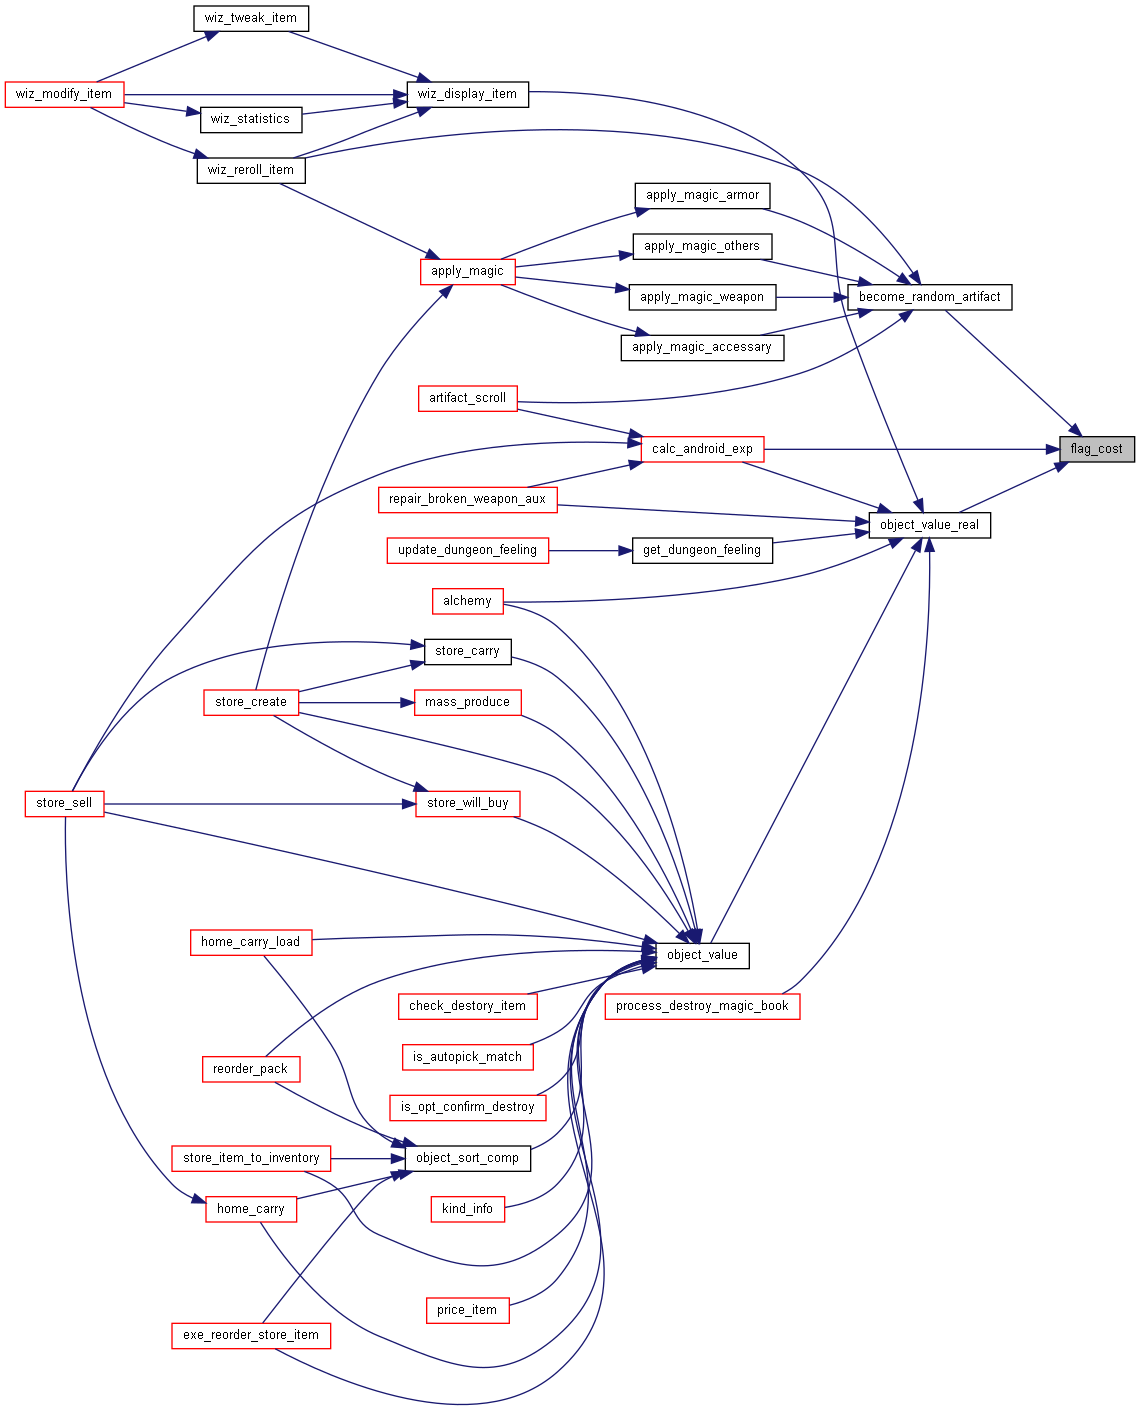 wiz_tweak_item
wiz_modify_item
wiz_display_item
wiz_statistics
wiz_reroll_item
apply_magic_armor
apply_magic_others
apply_magic
apply_magic_weapon
become_random_artifact
apply_magic_accessary
artifact_scroll
calc_android_exp
flag_cost
repair_broken_weapon_aux
object_value_real
update_dungeon_feeling
get_dungeon_feeling
alchemy
store_carry
store_create
mass_produce
store_sell
store_will_buy
home_carry_load
object_value
check_destory_item
process_destroy_magic_book
is_autopick_match
reorder_pack
is_opt_confirm_destroy
store_item_to_inventory
object_sort_comp
home_carry
kind_info
price_item
exe_reorder_store_item